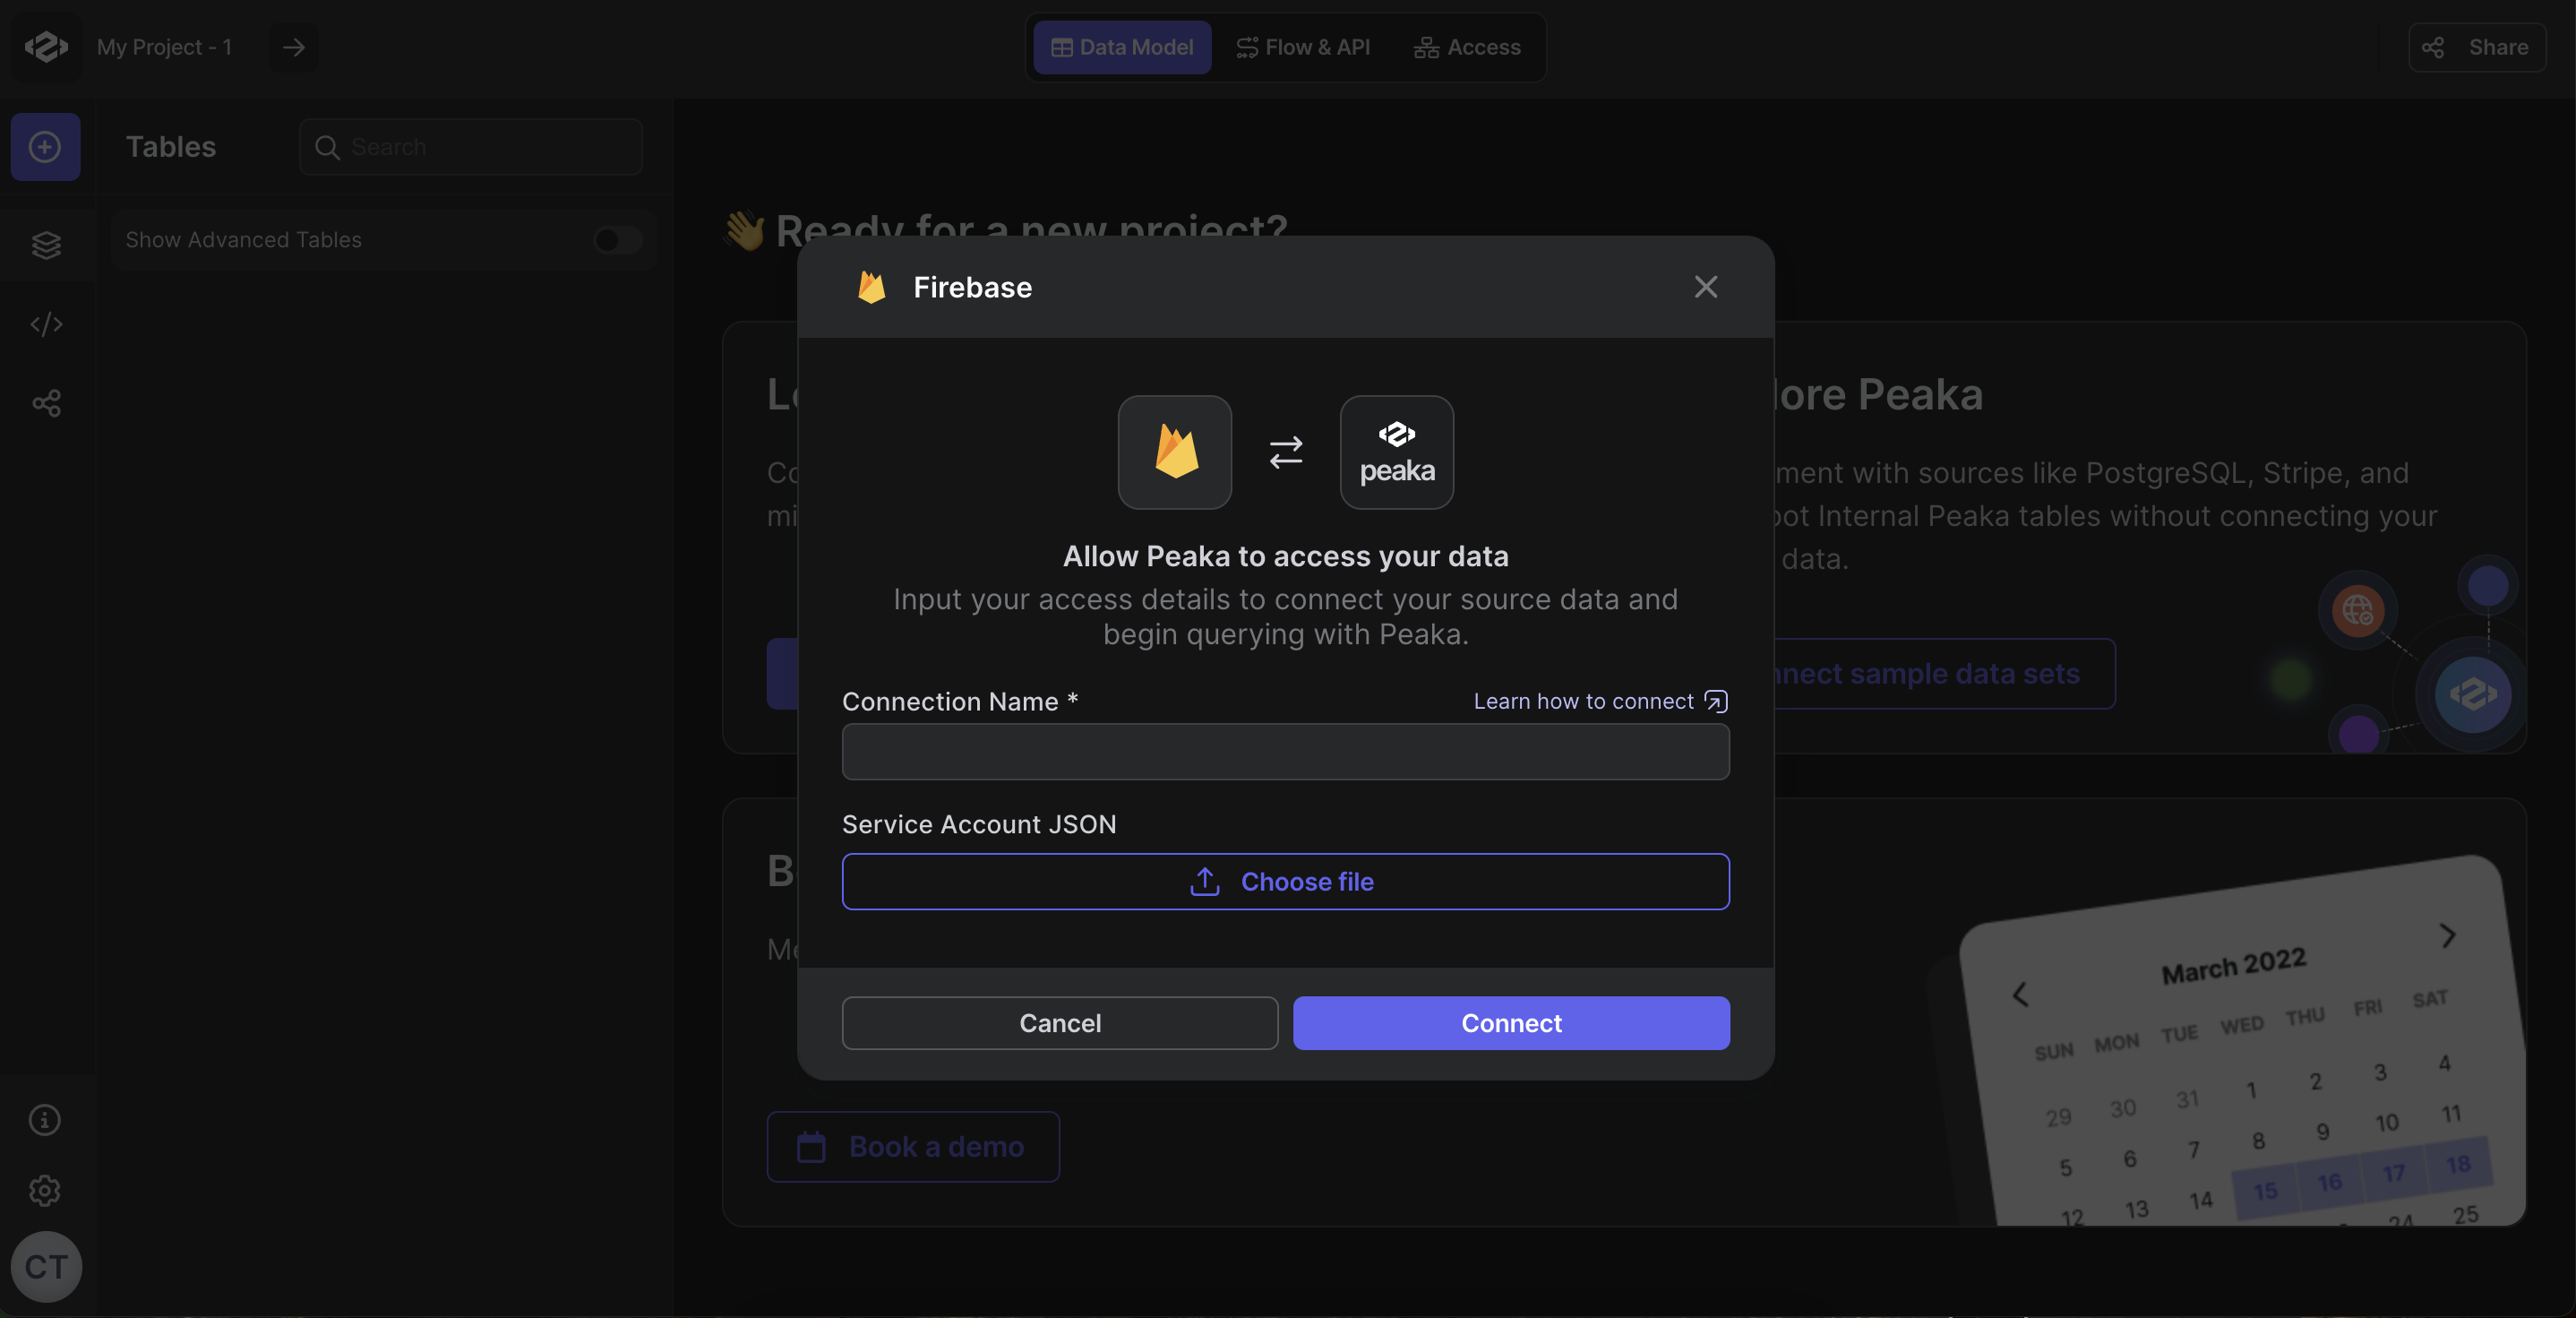 My Project - 1
Data Model
Flow & API
Access
Share
Tables
Search
Show Advanced Tables
👋 Ready for a new project?
Firebase
peaka
Allow Peaka to access your data
Input your access details to connect your source data and
begin querying with Peaka.
Connection Name *
Learn how to connect
Service Account JSON
Choose file
Cancel
Connect
lore Peaka
ment with sources like PostgreSQL, Stripe, and
Internal Peaka tables without connecting your
data.
nnect sample data sets
Book a demo
March 2022
SUN MON TUE WED THU FRI SAT
29 30 31 1 2 3 4
5 6 7 8 9 10 11
12 13 14 15 16 17 18
24 25
CT